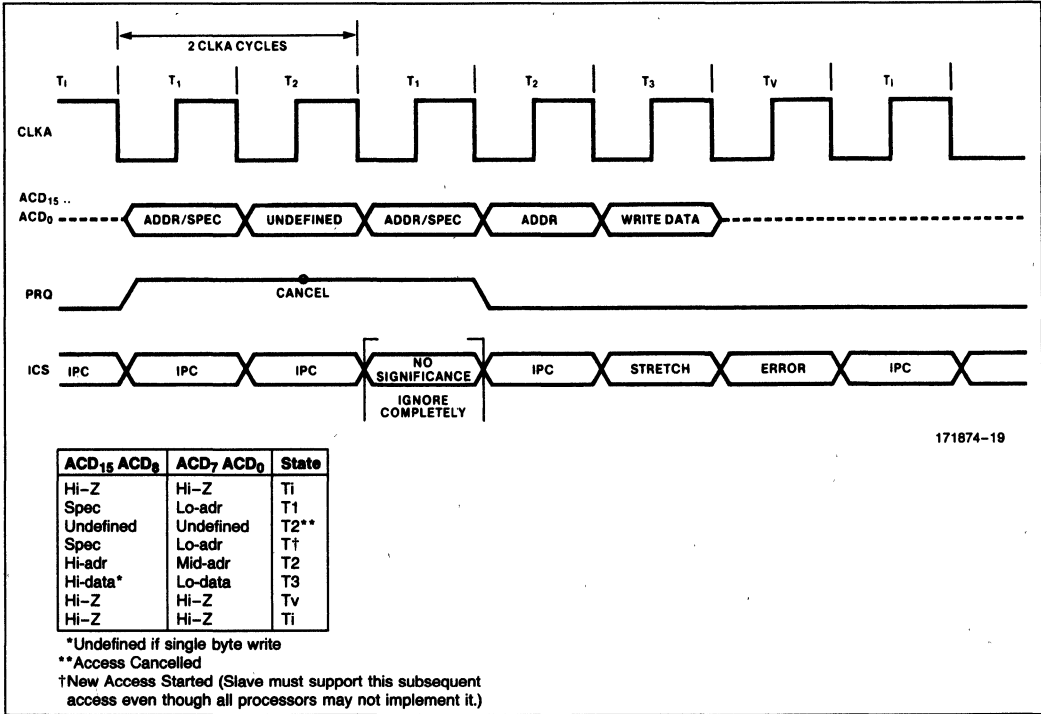 2 CLKA CYCLES
Ti T1 T2 T1 T2 T3 TV Ti
CLKA
ACD15 ..
ACD0 ADDR/SPEC UNDEFINED ADDR/SPEC ADDR WRITE DATA
PRQ CANCEL
ICS IPC IPC IPC NO SIGNIFICANCE IPC STRETCH ERROR IPC
IGNORE
COMPLETELY
171874-19
ACD15 ACD8 ACD7 ACD0 State
Hi-Z Hi-Z Ti
Spec Lo-adr T1
Undefined Undefined T2**
Spec Lo-adr T†
Hi-adr Mid-adr T2
Hi-data* Lo-data T3
Hi-Z Hi-Z Tv
Hi-Z Hi-Z Ti
*Undefined if single byte write
**Access Cancelled
†New Access Started (Slave must support this subsequent
access even though all processors may not implement it.)